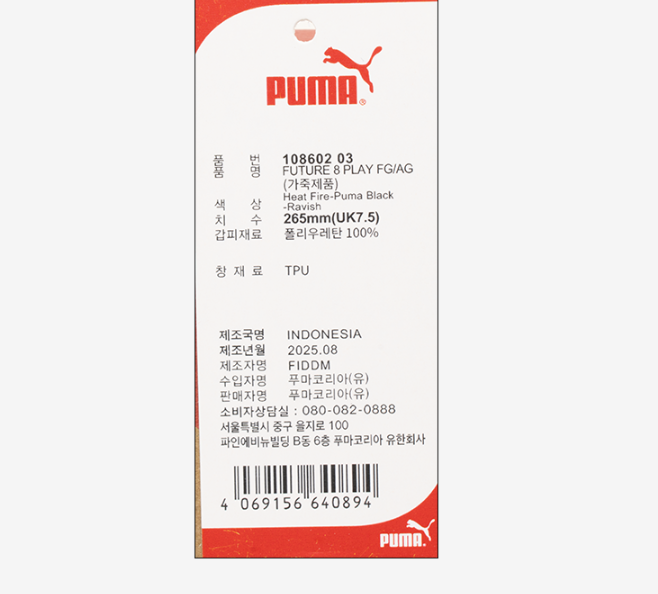 PUMA®
품 번 108602 03
품 명 FUTURE 8 PLAY FG/AG
(가죽제품)
색 상 Heat Fire-Puma Black
-Ravish
치 수 265mm(UK7.5)
갑피재료 폴리우레탄 100%
창 재 료 TPU
제조국명 INDONESIA
제조년월 2025.08
제조자명 FIDDM
수입자명 푸마코리아(유)
판매자명 푸마코리아(유)
소비자상담실 : 080-082-0888
서울특별시 중구 을지로 100
파인에비뉴빌딩 B동 6층 푸마코리아 유한회사
4 069156 640894
PUMA